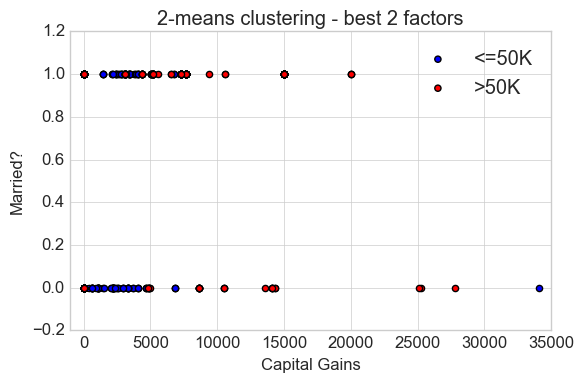 2-means clustering - best 2 factors
1.2
1.0
0.8
0.6
0.4
0.2
0.0
−0.2
Married?
<=50K
>50K
0 5000 10000 15000 20000 25000 30000 35000
Capital Gains